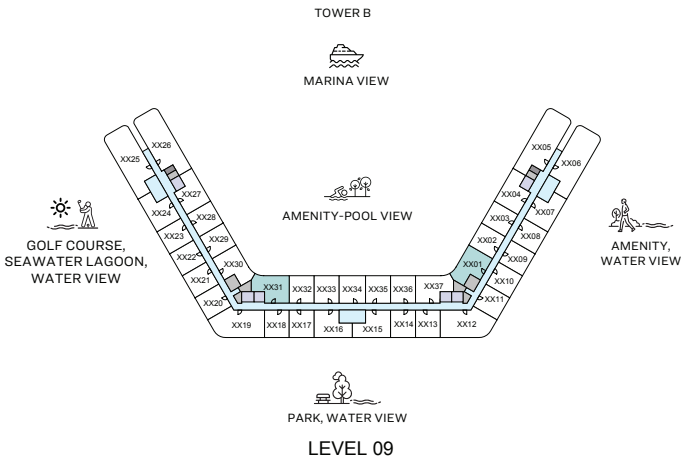 TOWER B
MARINA VIEW
XX26
XX25
XX05
XX06
XX27
XX24
XX28
XX23
XX29
XX22
XX30
XX21
XX20
XX04
XX07
XX03
XX08
XX02
XX09
XX01
XX10
XX11
AMENITY-POOL VIEW
GOLF COURSE,
SEAWATER LAGOON,
WATER VIEW
AMENITY,
WATER VIEW
XX31 XX32 XX33 XX34 XX35 XX36 XX37
XX19 XX18 XX17 XX16 XX15 XX14 XX13 XX12
PARK, WATER VIEW
LEVEL 09